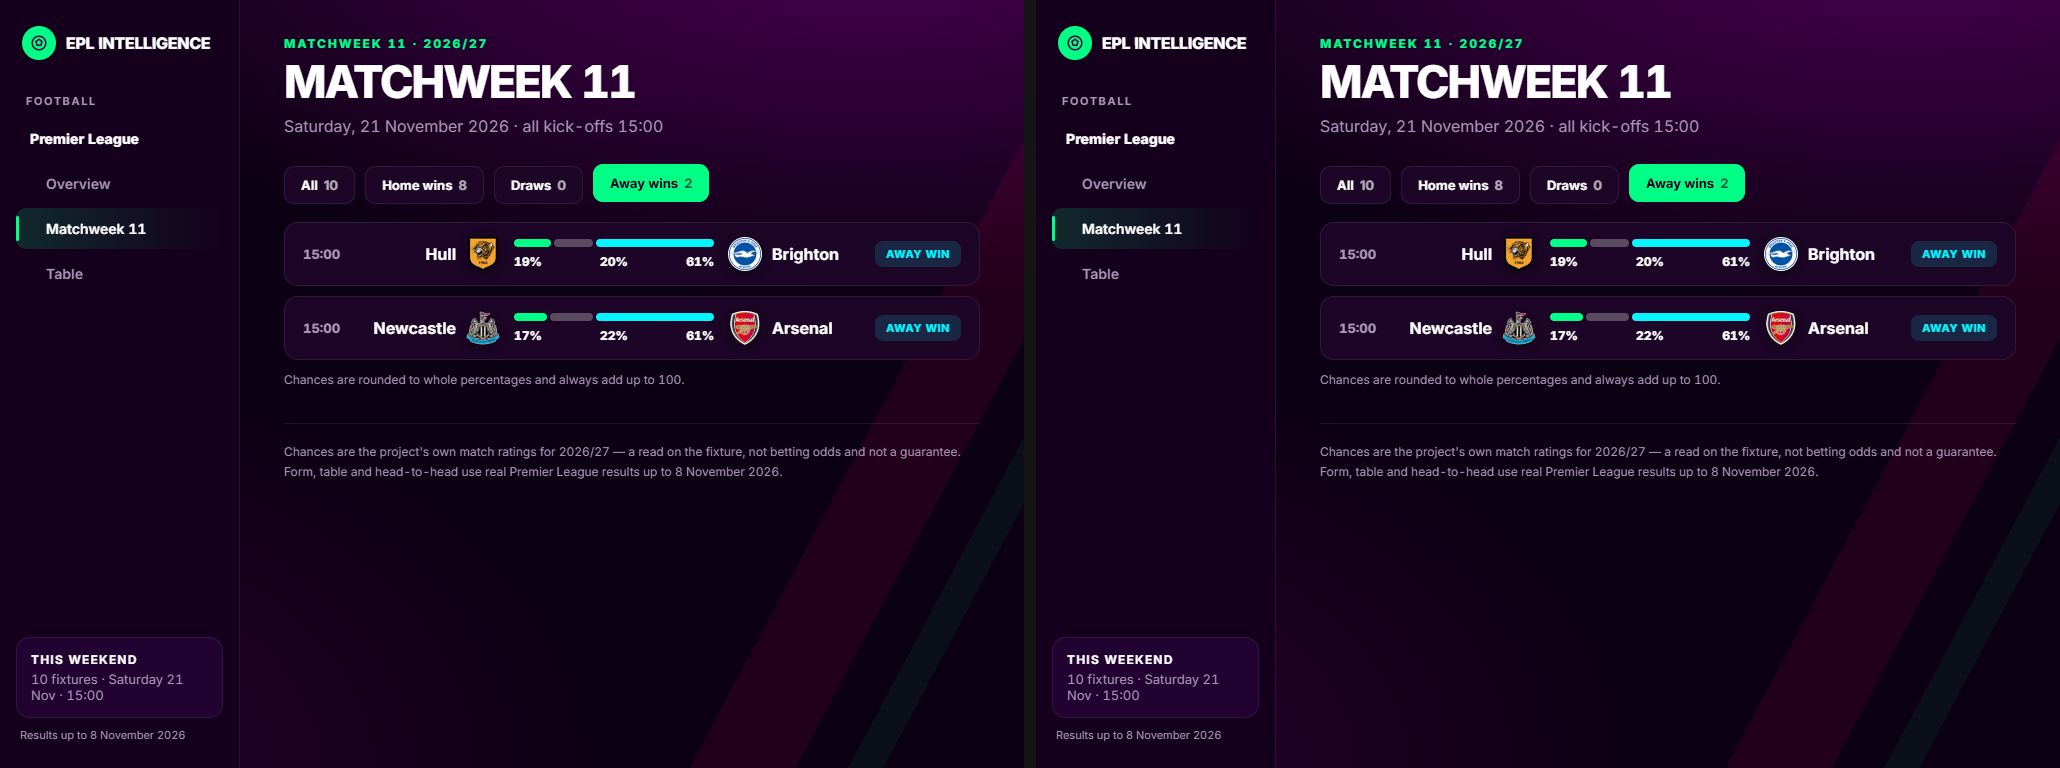 EPL INTELLIGENCE
FOOTBALL
Premier League
Overview
Matchweek 11
Table
THIS WEEKEND
10 fixtures · Saturday 21
Nov · 15:00
Results up to 8 November 2026
MATCHWEEK 11 · 2026/27
MATCHWEEK 11
Saturday, 21 November 2026 · all kick-offs 15:00
All 10 Home wins 8 Draws 0 Away wins 2
15:00 Hull 19% 20% 61% Brighton AWAY WIN
15:00 Newcastle 17% 22% 61% Arsenal AWAY WIN
Chances are rounded to whole percentages and always add up to 100.
Chances are the project's own match ratings for 2026/27 — a read on the fixture, not betting odds and not a guarantee.
Form, table and head-to-head use real Premier League results up to 8 November 2026.
EPL INTELLIGENCE
FOOTBALL
Premier League
Overview
Matchweek 11
Table
THIS WEEKEND
10 fixtures · Saturday 21
Nov · 15:00
Results up to 8 November 2026
MATCHWEEK 11 · 2026/27
MATCHWEEK 11
Saturday, 21 November 2026 · all kick-offs 15:00
All 10 Home wins 8 Draws 0 Away wins 2
15:00 Hull 19% 20% 61% Brighton AWAY WIN
15:00 Newcastle 17% 22% 61% Arsenal AWAY WIN
Chances are rounded to whole percentages and always add up to 100.
Chances are the project's own match ratings for 2026/27 — a read on the fixture, not betting odds and not a guarantee.
Form, table and head-to-head use real Premier League results up to 8 November 2026.